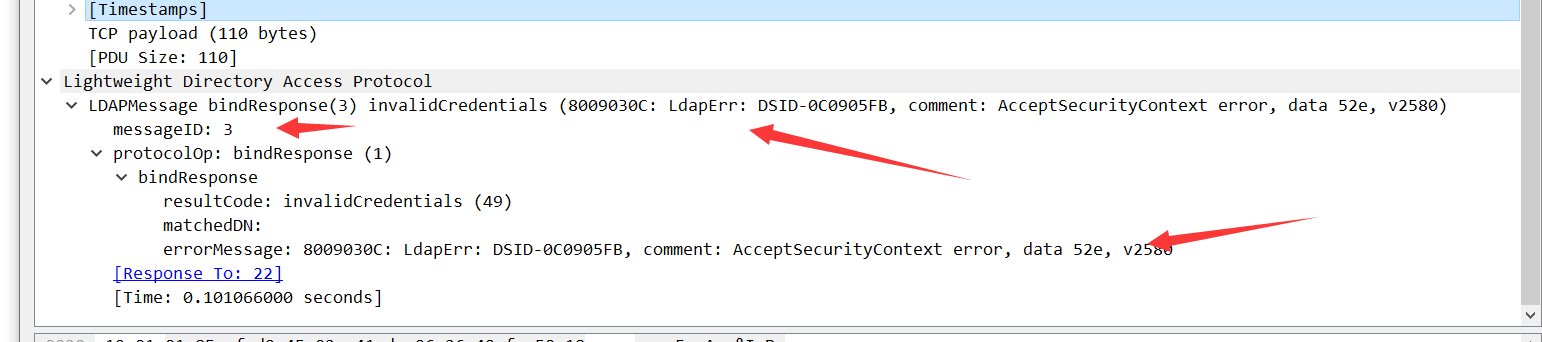 [Timestamps]
TCP payload (110 bytes)
[PDU Size: 110]
Lightweight Directory Access Protocol
LDAPMessage bindResponse(3) invalidCredentials (8009030C: LdapErr: DSID-0C0905FB, comment: AcceptSecurityContext error, data 52e, v2580)
messageID: 3
protocolOp: bindResponse (1)
bindResponse
resultCode: invalidCredentials (49)
matchedDN:
errorMessage: 8009030C: LdapErr: DSID-0C0905FB, comment: AcceptSecurityContext error, data 52e, v2580
[Response To: 22]
[Time: 0.101066000 seconds]